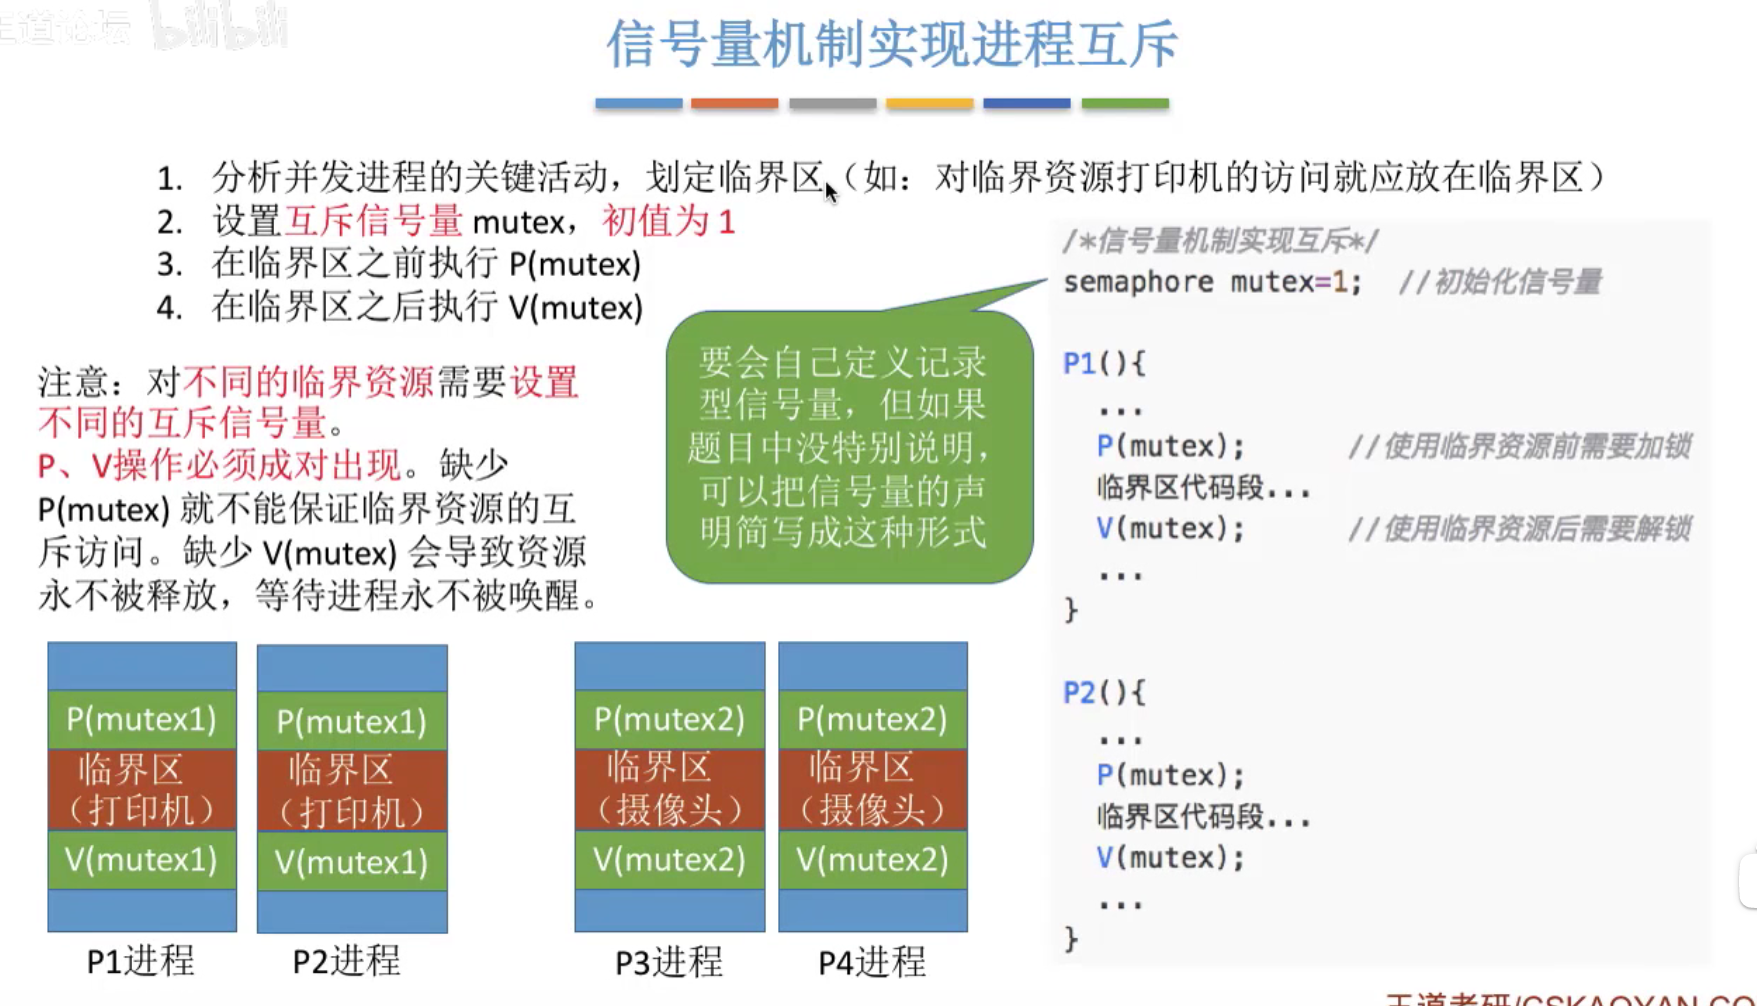 王道论坛 bilibili
信号量机制实现进程互斥
1. 分析并发进程的关键活动，划定临界区（如：对临界资源打印机的访问就应放在临界区）
2. 设置互斥信号量 mutex，初值为 1
3. 在临界区之前执行 P(mutex)
4. 在临界区之后执行 V(mutex)
注意：对不同的临界资源需要设置
不同的互斥信号量。
P、V操作必须成对出现。缺少
P(mutex) 就不能保证临界资源的互
斥访问。缺少 V(mutex) 会导致资源
永不被释放，等待进程永不被唤醒。
要会自己定义记录
型信号量，但如果
题目中没特别说明，
可以把信号量的声
明简写成这种形式
/*信号量机制实现互斥*/
semaphore mutex=1; //初始化信号量
P1(){
...
P(mutex); //使用临界资源前需要加锁
临界区代码段...
V(mutex); //使用临界资源后需要解锁
...
}
P2(){
...
P(mutex);
临界区代码段...
V(mutex);
...
}
P(mutex1)
临界区
（打印机）
V(mutex1)
P1进程
P(mutex1)
临界区
（打印机）
V(mutex1)
P2进程
P(mutex2)
临界区
（摄像头）
V(mutex2)
P3进程
P(mutex2)
临界区
（摄像头）
V(mutex2)
P4进程
王道考研/CSKAOYAN.CO